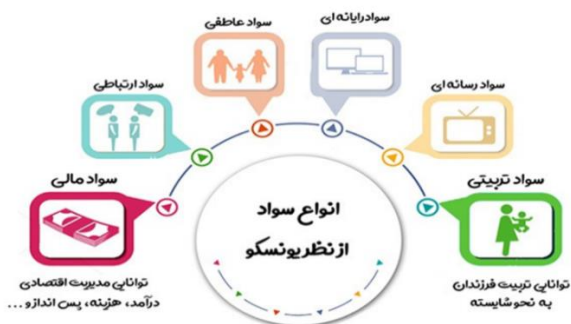 انواع سواد
از نظر یونسکو
سواد تربیتی
توانایی تربیت فرزندان
به نحو شایسته
سواد رسانه ای
سواد رایانه ای
سواد عاطفی
سواد ارتباطی
سواد مالی
توانایی مدیریت اقتصادی
درآمد، هزینه، پس انداز و ...